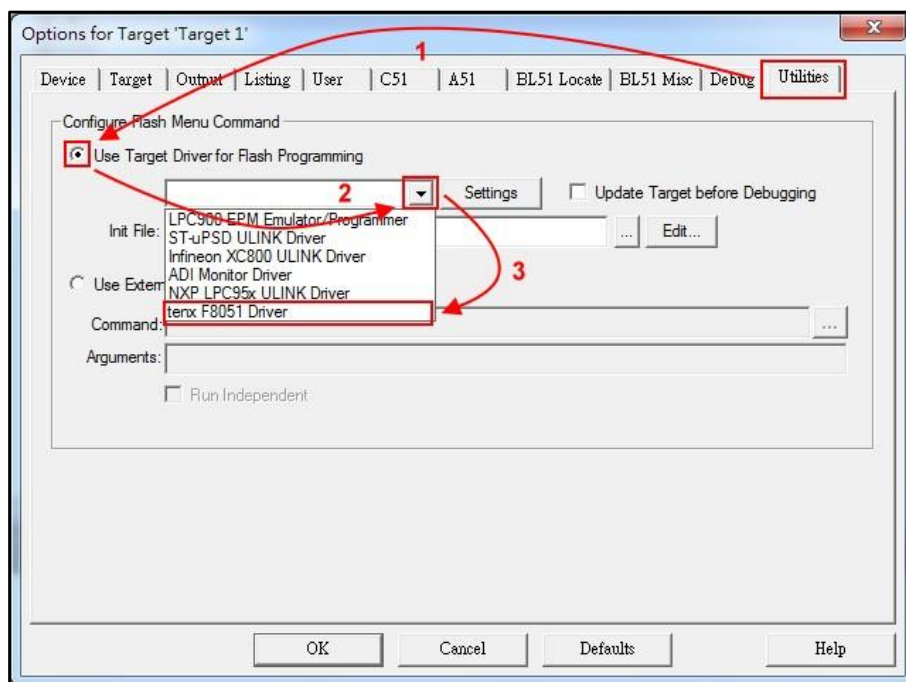 Options for Target 'Target 1'
1
Device Target Output Listing User C51 A51 BL51 Locate BL51 Misc Debug Utilities
Configure Flash Menu Command
Use Target Driver for Flash Programming
2
Settings
Update Target before Debugging
LPC900 EPM Emulator/Programmer
Init File:
ST-uPSD ULINK Driver
... Edit...
Infineon XC800 ULINK Driver
ADI Monitor Driver
3
Use Extern
NXP LPC95x ULINK Driver
tenx F8051 Driver
Command:
...
Arguments:
Run Independent
OK Cancel Defaults Help